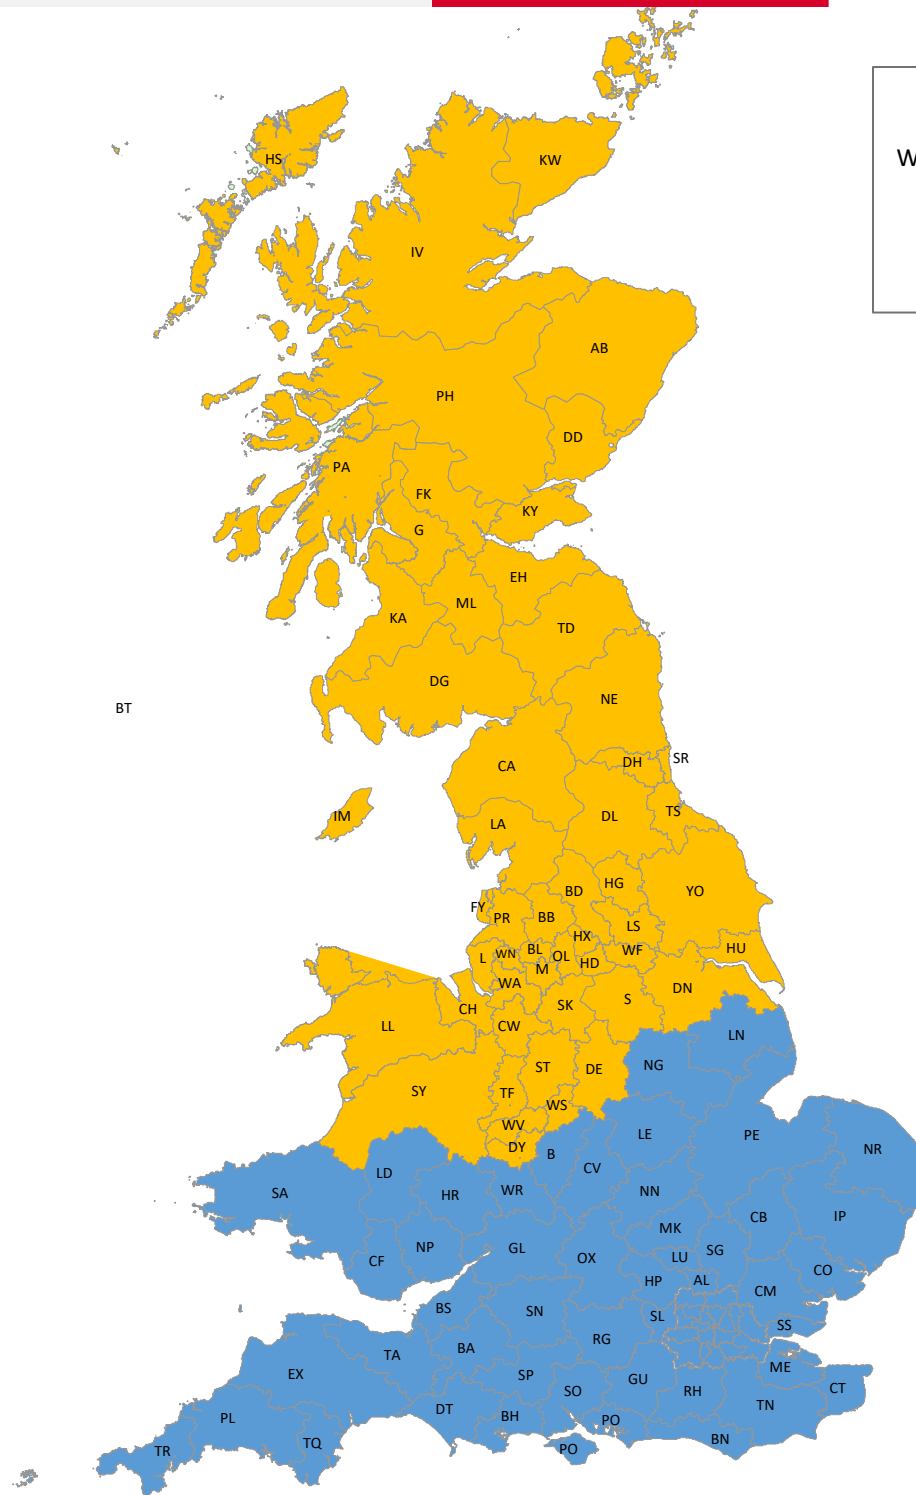 HS
KW
W
IV
AB
PH
DD
PA
FK
KY
G
EH
ML
KA
TD
DG
NE
BT
SR
DH
CA
IM
TS
DL
LA
HG
BD
YO
FY
PR
BB
LS
HX
HU
WF
BL
WN
OL
L
HD
M
WA
DN
S
SK
CH
CW
LL
LN
NG
ST
DE
SY
TF
WS
WV
LE
PE
DY
NR
B
CV
LD
SA
HR
WR
NN
CB
IP
MK
NP
GL
SG
OX
LU
CF
CO
HP
AL
CM
BS
SN
SL
SS
RG
BA
TA
ME
EX
SP
GU
CT
SO
RH
TN
DT
BH
PL
PO
BN
TQ
TR
PO